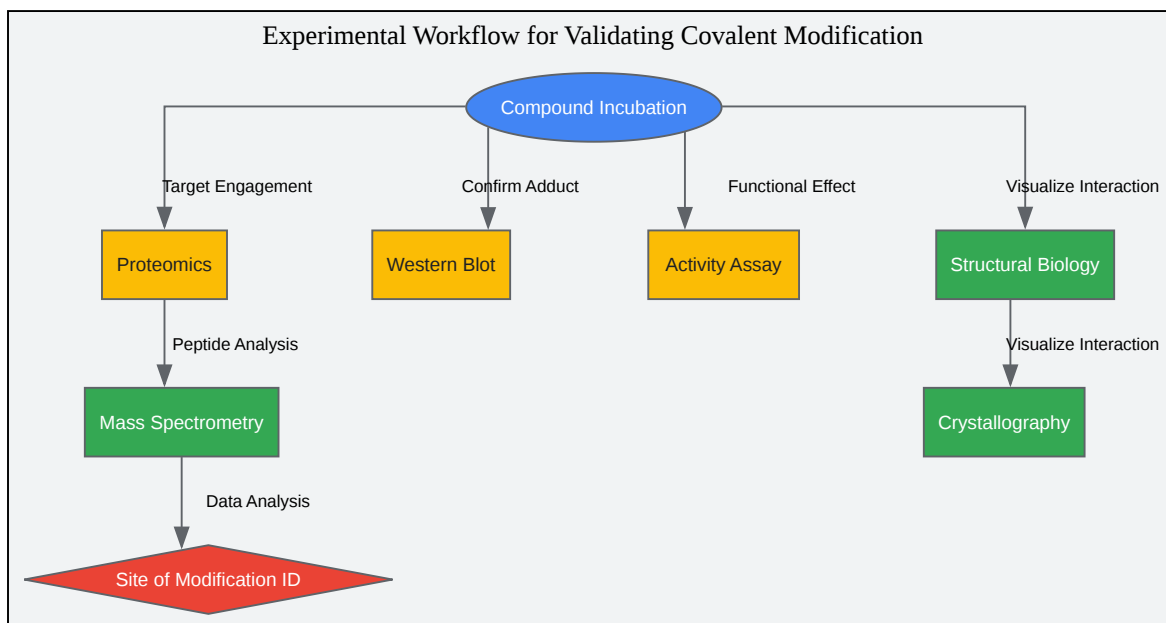 Experimental Workflow for Validating Covalent Modification
Compound Incubation
Target Engagement
Confirm Adduct
Functional Effect
Visualize Interaction
Proteomics
Western Blot
Activity Assay
Structural Biology
Peptide Analysis
Visualize Interaction
Mass Spectrometry
Crystallography
Data Analysis
Site of Modification ID